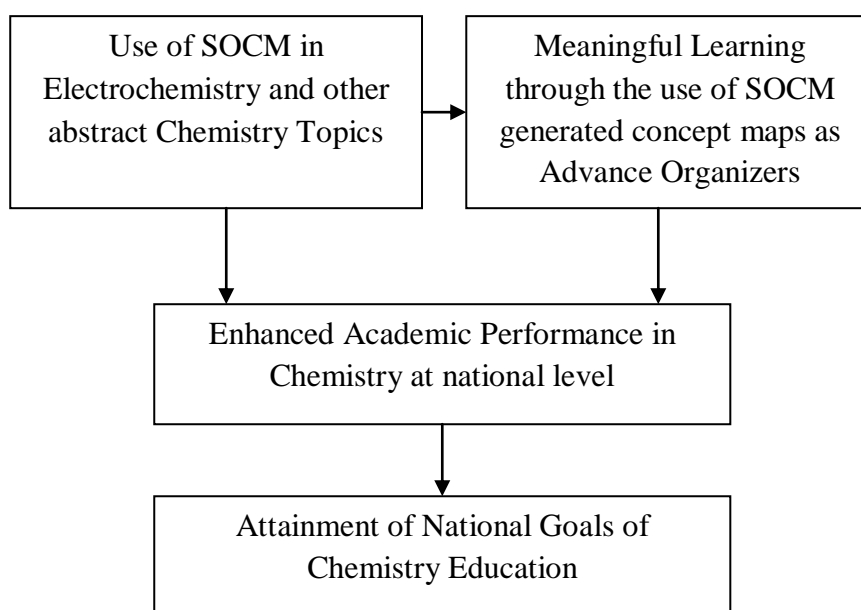 Use of SOCM in
Electrochemistry and other
abstract Chemistry Topics
Meaningful Learning
through the use of SOCM
generated concept maps as
Advance Organizers
Enhanced Academic Performance in
Chemistry at national level
Attainment of National Goals of
Chemistry Education